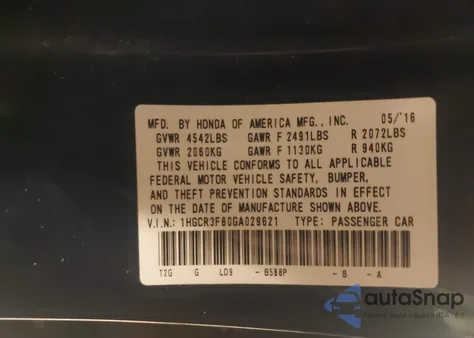 MFD. BY HONDA OF AMERICA MFG., INC. 05/'16
GVWR 4542LBS GAWR F 2491LBS R 2072LBS
GVWR 2060KG GAWR F 1130KG R 940KG
THIS VEHICLE CONFORMS TO ALL APPLICABLE
FEDERAL MOTOR VEHICLE SAFETY, BUMPER,
AND THEFT PREVENTION STANDARDS IN EFFECT
ON THE DATE OF MANUFACTURE SHOWN ABOVE.
V.I.N.: 1HGCR3F80GA029621 TYPE: PASSENGER CAR
T2G G LD9 -B588P -B -A
autaSnap